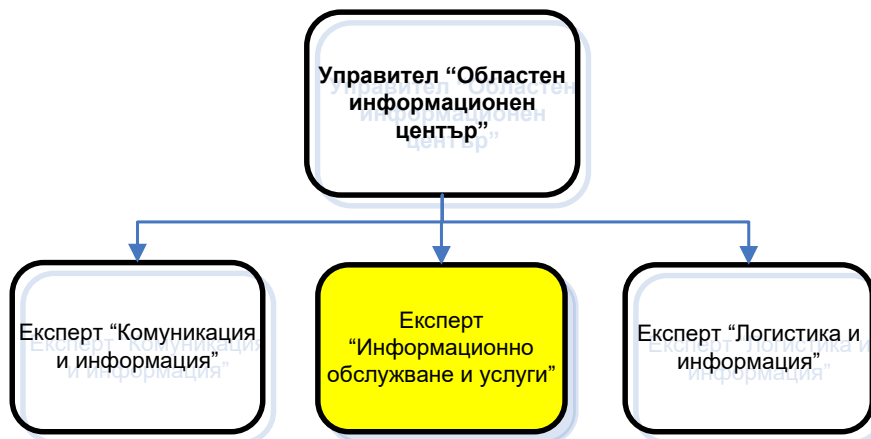 Управител “Областен
информационен
център”
Експерт “Комуникация
и информация”
Експерт
“Информационно
обслужване и услуги”
Експерт “Логистика и
информация”